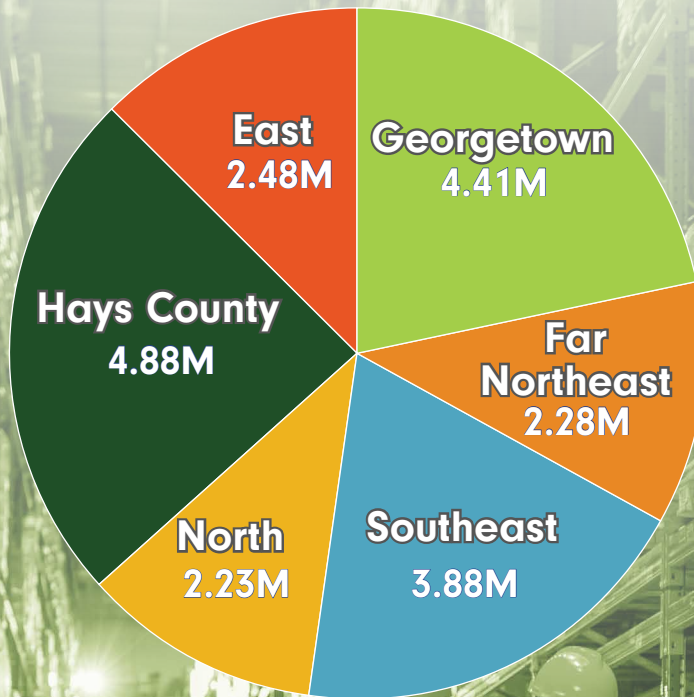 East
2.48M
Georgetown
4.41M
Hays County
4.88M
Far
Northeast
2.28M
North
2.23M
Southeast
3.88M